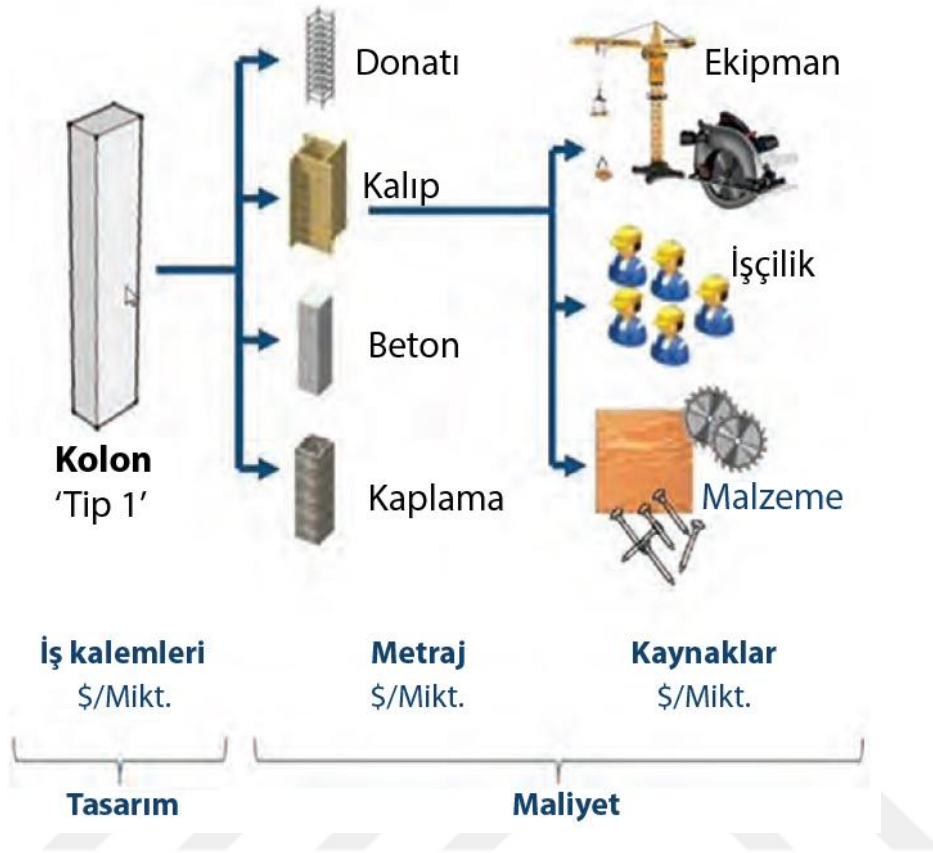 Donatı
Ekipman
Kalıp
İşçilik
Beton
Kolon
'Tip 1'
Kaplama
Malzeme
İş kalemleri
$/Mikt.
Metraj
$/Mikt.
Kaynaklar
$/Mikt.
Tasarım
Maliyet